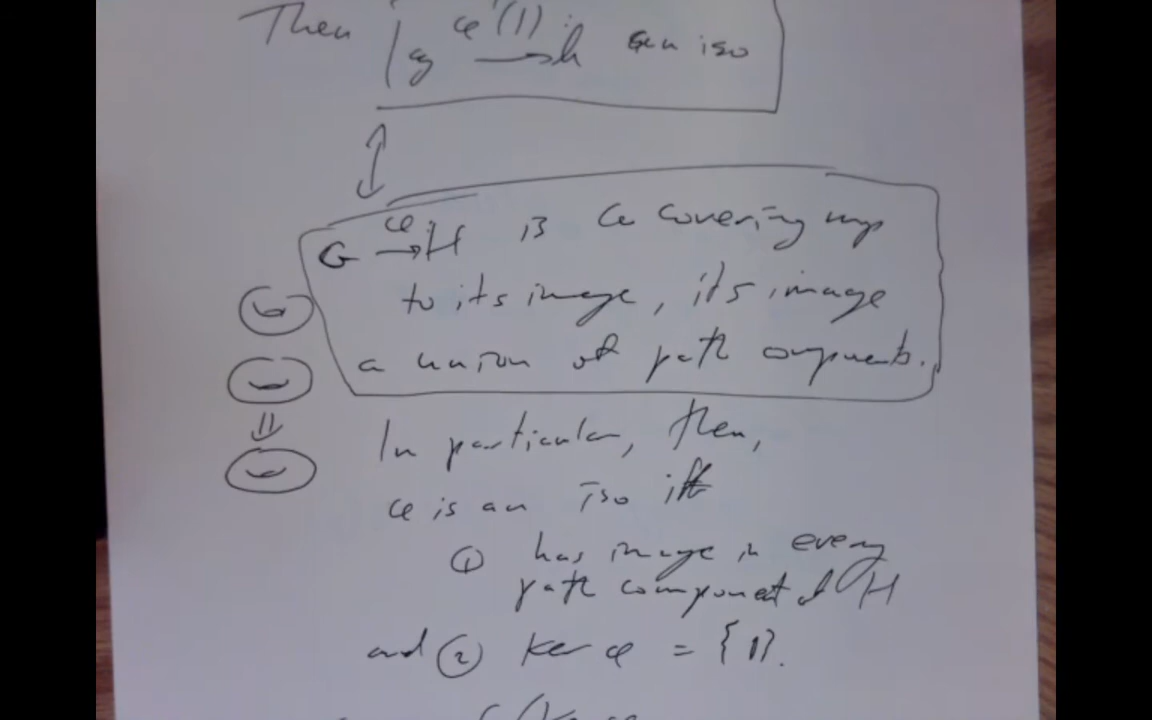 Then φ'(1): g → h an iso
G φ→ H is a covering map
to its image, its image
a union of path components.
In particular, then,
φ is an iso iff
① has image in every
path component of H
and ② Ker φ = {1}.